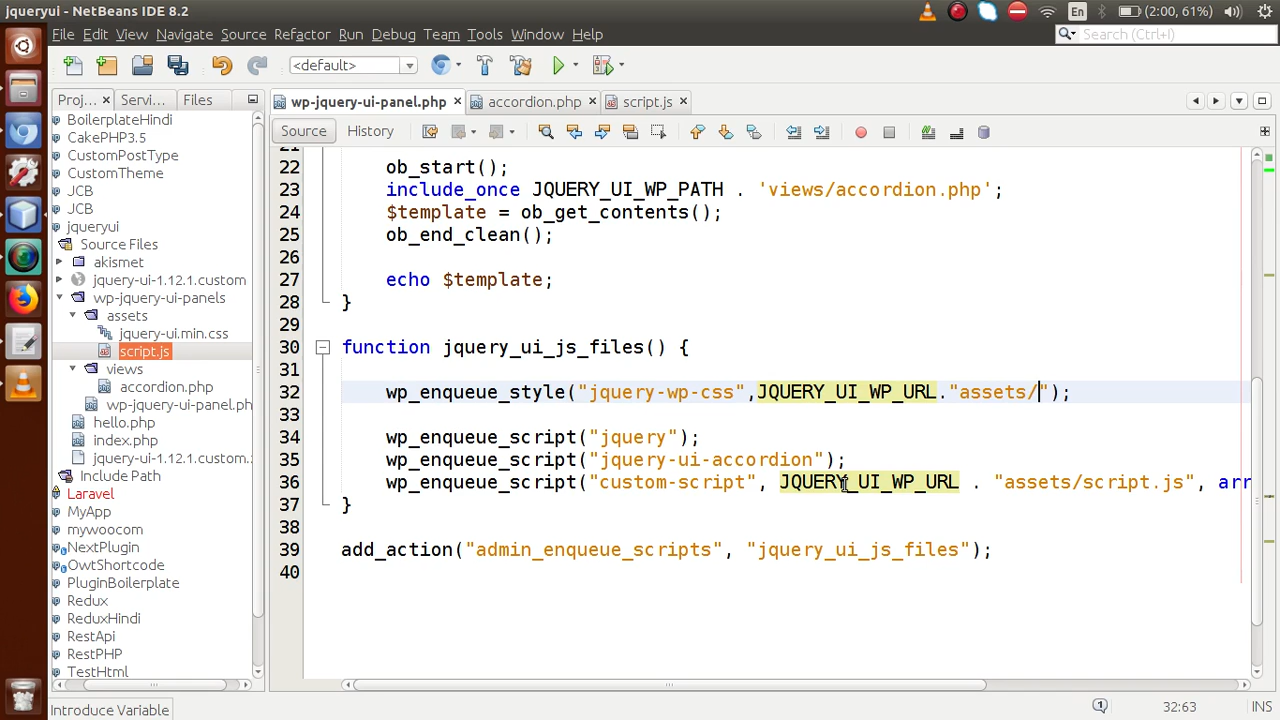 jqueryui - NetBeans IDE 8.2
En
(2:00, 61%)
File Edit View Navigate Source Refactor Run Debug Team Tools Window Help
Search (Ctrl+I)
<default>
Proj... Servi... Files
wp-jquery-ui-panel.php accordion.php script.js
Source History
BoilerplateHindi
CakePHP3.5
CustomPostType
CustomTheme
JCB
JCB
jqueryui
Source Files
akismet
jquery-ui-1.12.1.custom
wp-jquery-ui-panels
assets
jquery-ui.min.css
script.js
views
accordion.php
wp-jquery-ui-panel.ph
hello.php
index.php
jquery-ui-1.12.1.custom.
Include Path
Laravel
MyApp
mywoocom
NextPlugin
OwtShortcode
PluginBoilerplate
Redux
ReduxHindi
RestApi
RestPHP
TestHtml
21
22 ob_start();
23 include_once JQUERY_UI_WP_PATH . 'views/accordion.php';
24 $template = ob_get_contents();
25 ob_end_clean();
26
27 echo $template;
28 }
29
30 function jquery_ui_js_files() {
31
32 wp_enqueue_style("jquery-wp-css",JQUERY_UI_WP_URL."assets/");
33
34 wp_enqueue_script("jquery");
35 wp_enqueue_script("jquery-ui-accordion");
36 wp_enqueue_script("custom-script", JQUERY_UI_WP_URL . "assets/script.js", arr
37 }
38
39 add_action("admin_enqueue_scripts", "jquery_ui_js_files");
40
Introduce Variable
1
32:63
INS